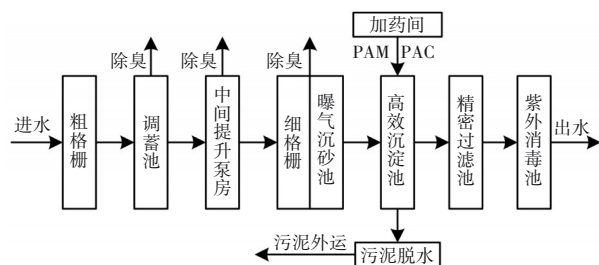 加药间
除臭
除臭
除臭
PAM
PAC
进水
粗格栅
调蓄池
中间提升泵房
细格栅
曝气沉砂池
高效沉淀池
精密过滤池
紫外消毒池
出水
污泥外运
污泥脱水